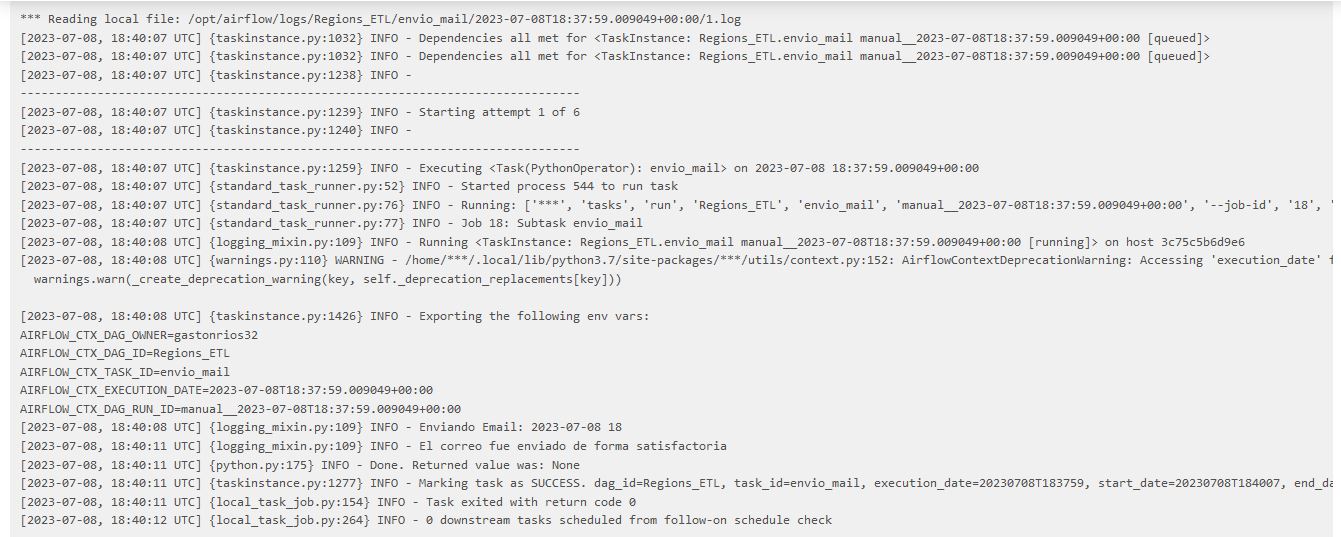 *** Reading local file: /opt/airflow/logs/Regions_ETL/envio_mail/2023-07-08T18:37:59.009049+00:00/1.log
[2023-07-08, 18:40:07 UTC] {taskinstance.py:1032} INFO - Dependencies all met for <TaskInstance: Regions_ETL.envio_mail manual__2023-07-08T18:37:59.009049+00:00 [queued]>
[2023-07-08, 18:40:07 UTC] {taskinstance.py:1032} INFO - Dependencies all met for <TaskInstance: Regions_ETL.envio_mail manual__2023-07-08T18:37:59.009049+00:00 [queued]>
[2023-07-08, 18:40:07 UTC] {taskinstance.py:1238} INFO -
--------------------------------------------------------------------------------
[2023-07-08, 18:40:07 UTC] {taskinstance.py:1239} INFO - Starting attempt 1 of 6
[2023-07-08, 18:40:07 UTC] {taskinstance.py:1240} INFO -
--------------------------------------------------------------------------------
[2023-07-08, 18:40:07 UTC] {taskinstance.py:1259} INFO - Executing <Task(PythonOperator): envio_mail> on 2023-07-08 18:37:59.009049+00:00
[2023-07-08, 18:40:07 UTC] {standard_task_runner.py:52} INFO - Started process 544 to run task
[2023-07-08, 18:40:07 UTC] {standard_task_runner.py:76} INFO - Running: ['***', 'tasks', 'run', 'Regions_ETL', 'envio_mail', 'manual__2023-07-08T18:37:59.009049+00:00', '--job-id', '18', '
[2023-07-08, 18:40:07 UTC] {standard_task_runner.py:77} INFO - Job 18: Subtask envio_mail
[2023-07-08, 18:40:08 UTC] {logging_mixin.py:109} INFO - Running <TaskInstance: Regions_ETL.envio_mail manual__2023-07-08T18:37:59.009049+00:00 [running]> on host 3c75c5b6d9e6
[2023-07-08, 18:40:08 UTC] {warnings.py:110} WARNING - /home/***/.local/lib/python3.7/site-packages/***/utils/context.py:152: AirflowContextDeprecationWarning: Accessing 'execution_date' f
warnings.warn(_create_deprecation_warning(key, self._deprecation_replacements[key]))
[2023-07-08, 18:40:08 UTC] {taskinstance.py:1426} INFO - Exporting the following env vars:
AIRFLOW_CTX_DAG_OWNER=gastonrios32
AIRFLOW_CTX_DAG_ID=Regions_ETL
AIRFLOW_CTX_TASK_ID=envio_mail
AIRFLOW_CTX_EXECUTION_DATE=2023-07-08T18:37:59.009049+00:00
AIRFLOW_CTX_DAG_RUN_ID=manual__2023-07-08T18:37:59.009049+00:00
[2023-07-08, 18:40:08 UTC] {logging_mixin.py:109} INFO - Enviando Email: 2023-07-08 18
[2023-07-08, 18:40:11 UTC] {logging_mixin.py:109} INFO - El correo fue enviado de forma satisfactoria
[2023-07-08, 18:40:11 UTC] {python.py:175} INFO - Done. Returned value was: None
[2023-07-08, 18:40:11 UTC] {taskinstance.py:1277} INFO - Marking task as SUCCESS. dag_id=Regions_ETL, task_id=envio_mail, execution_date=20230708T183759, start_date=20230708T184007, end_da
[2023-07-08, 18:40:11 UTC] {local_task_job.py:154} INFO - Task exited with return code 0
[2023-07-08, 18:40:12 UTC] {local_task_job.py:264} INFO - 0 downstream tasks scheduled from follow-on schedule check